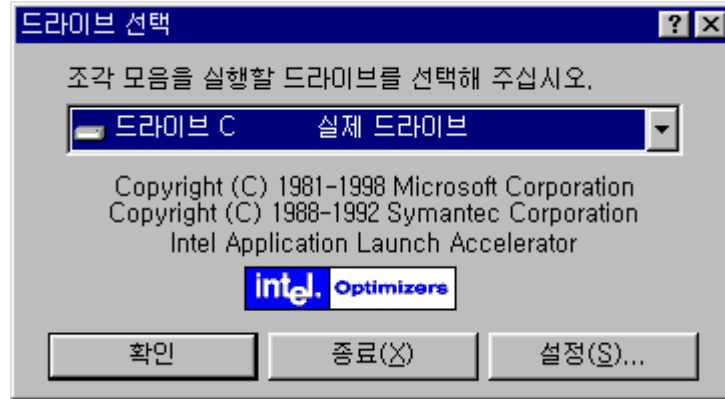 드라이브 선택
조각 모음을 실행할 드라이브를 선택해 주십시오.
드라이브 C 실제 드라이브
Copyright (C) 1981-1998 Microsoft Corporation
Copyright (C) 1988-1992 Symantec Corporation
Intel Application Launch Accelerator
intel. Optimizers
확인 종료(X) 설정(S)...